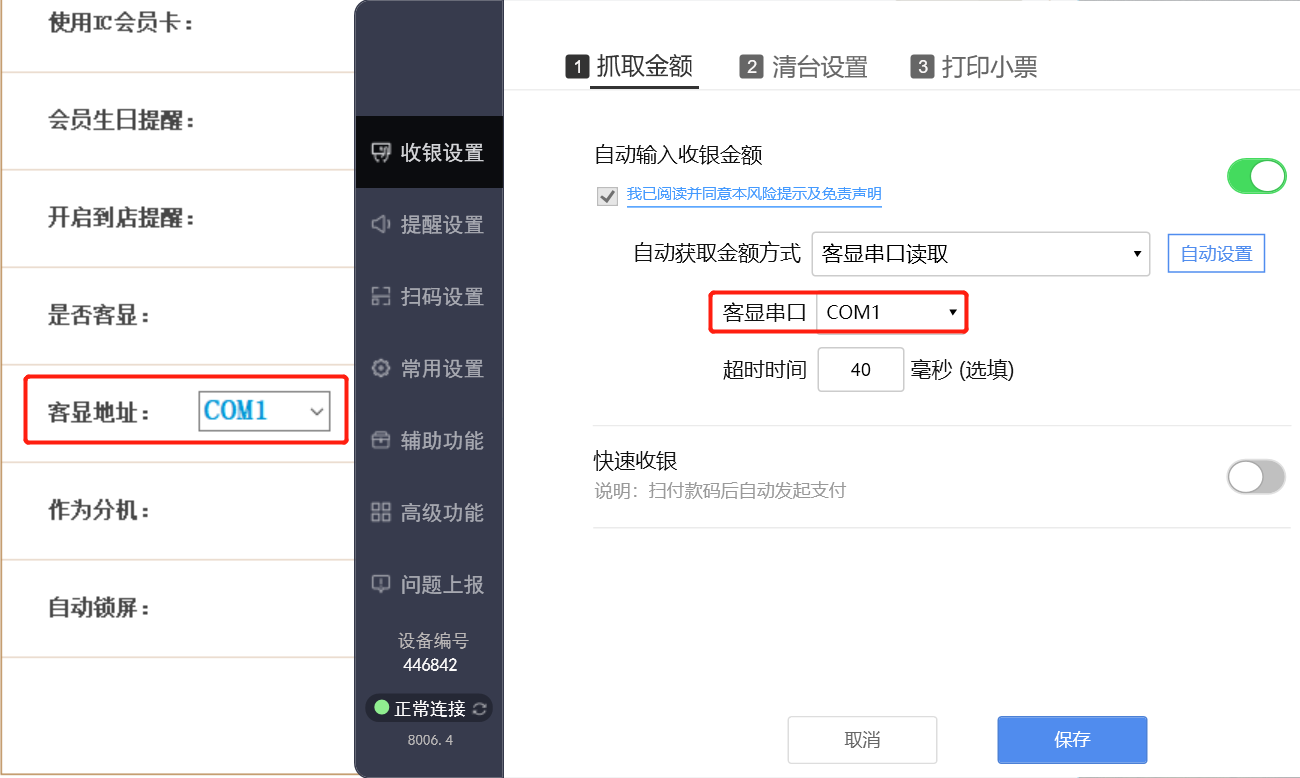 使用IC会员卡：
会员生日提醒：
开启到店提醒：
是否客显：
客显地址： COM1
作为分机：
自动锁屏：
收银设置
提醒设置
扫码设置
常用设置
辅助功能
高级功能
问题上报
设备编号
446842
正常连接
8006.4
1 抓取金额 2 清台设置 3 打印小票
自动输入收银金额
我已阅读并同意本风险提示及免责声明
自动获取金额方式 客显串口读取 自动设置
客显串口 COM1
超时时间 40 毫秒 (选填)
快速收银
说明：扫付款码后自动发起支付
取消 保存